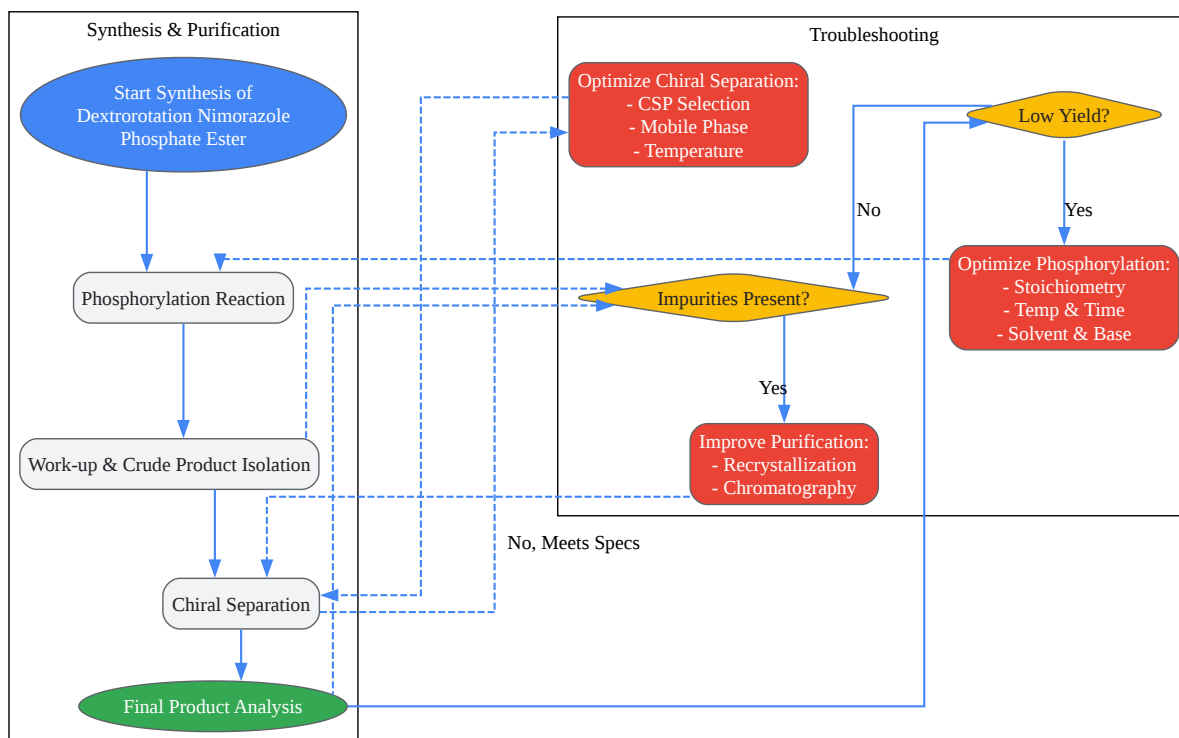 Synthesis & Purification
Start Synthesis of
Dextrorotation Nimorazole
Phosphate Ester
Phosphorylation Reaction
Work-up & Crude Product Isolation
Chiral Separation
Final Product Analysis
Troubleshooting
Optimize Chiral Separation:
- CSP Selection
- Mobile Phase
- Temperature
Low Yield?
No
Yes
Optimize Phosphorylation:
- Stoichiometry
- Temp & Time
- Solvent & Base
Impurities Present?
Yes
Improve Purification:
- Recrystallization
- Chromatography
No, Meets Specs